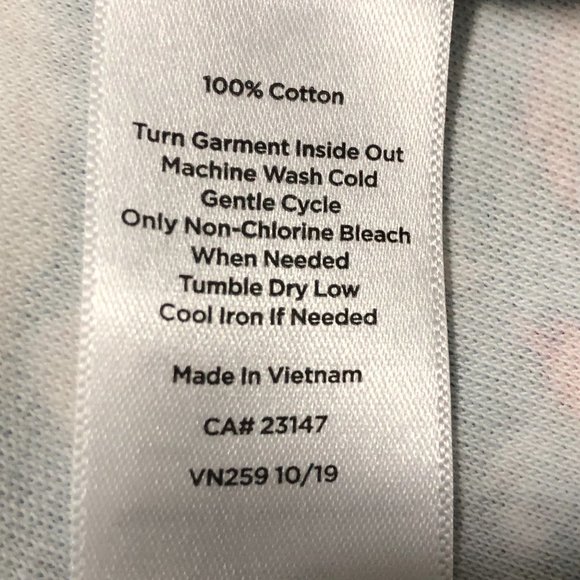 100% Cotton
Turn Garment Inside Out
Machine Wash Cold
Gentle Cycle
Only Non-Chlorine Bleach
When Needed
Tumble Dry Low
Cool Iron If Needed
Made In Vietnam
CA# 23147
VN259 10/19